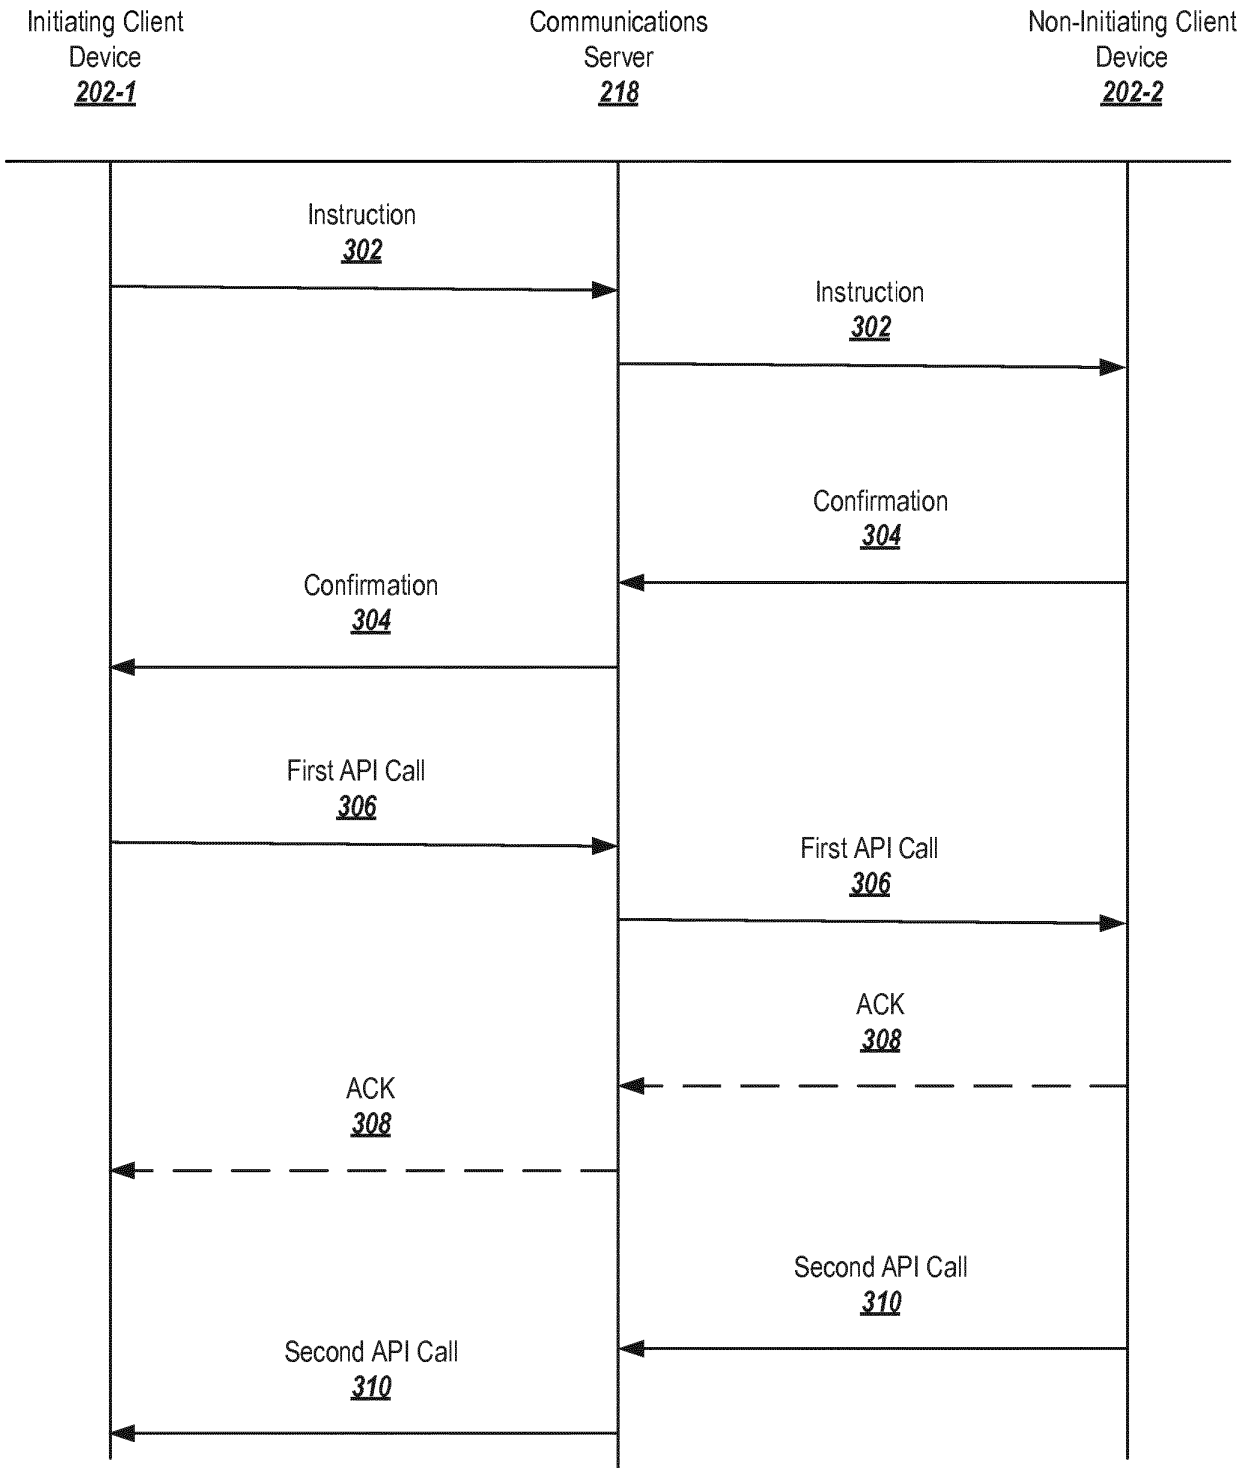 Initiating Client
Device
202-1
Communications
Server
218
Non-Initiating Client
Device
202-2
Instruction
302
Instruction
302
Confirmation
304
Confirmation
304
First API Call
306
First API Call
306
ACK
308
ACK
308
Second API Call
310
Second API Call
310